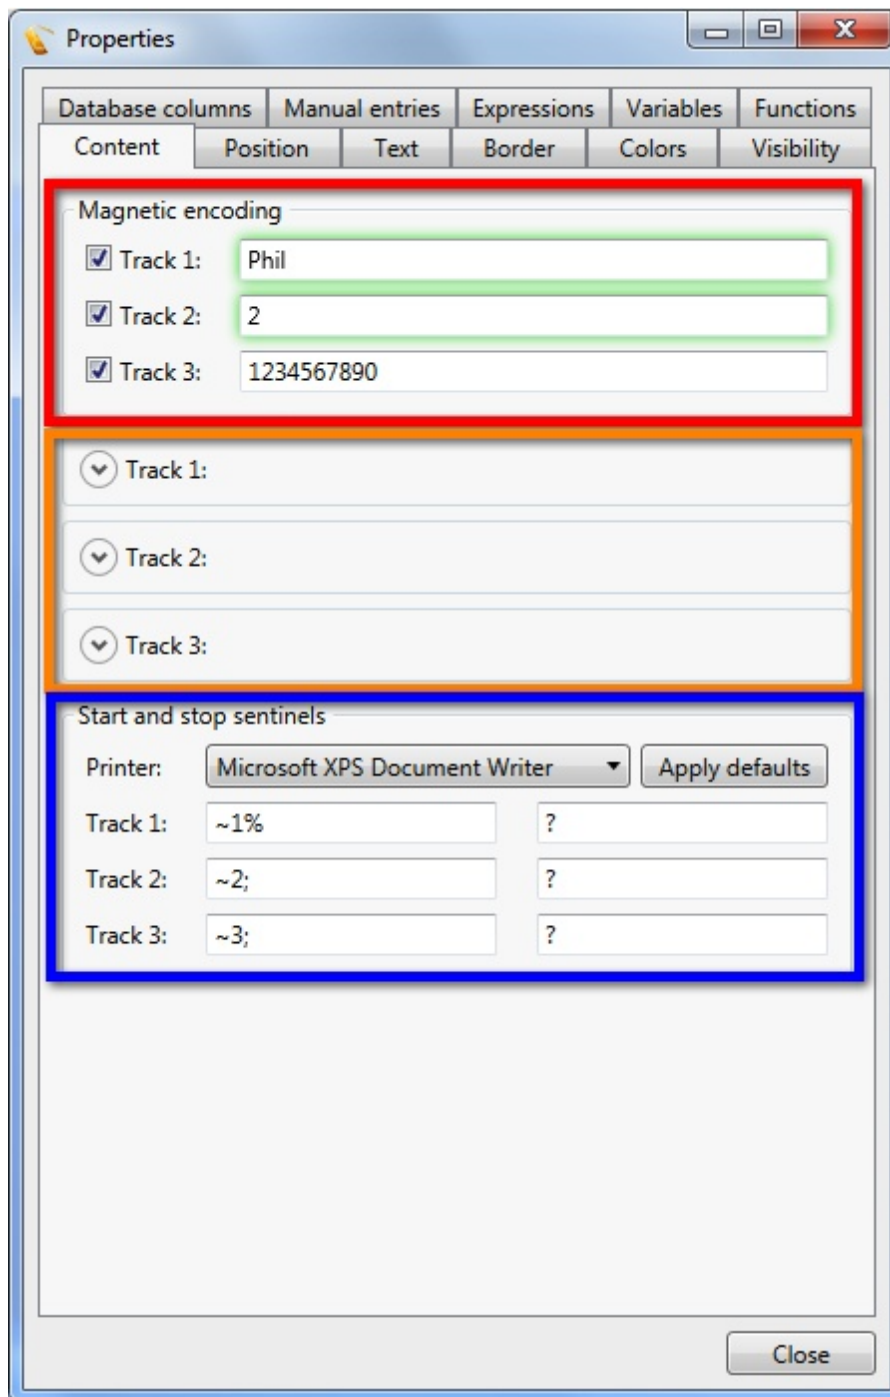 Properties
Database columns Manual entries Expressions Variables Functions
Content Position Text Border Colors Visibility
Magnetic encoding
Track 1: Phil
Track 2: 2
Track 3: 1234567890
Track 1:
Track 2:
Track 3:
Start and stop sentinels
Printer: Microsoft XPS Document Writer Apply defaults
Track 1: ~1% ?
Track 2: ~2; ?
Track 3: ~3; ?
Close